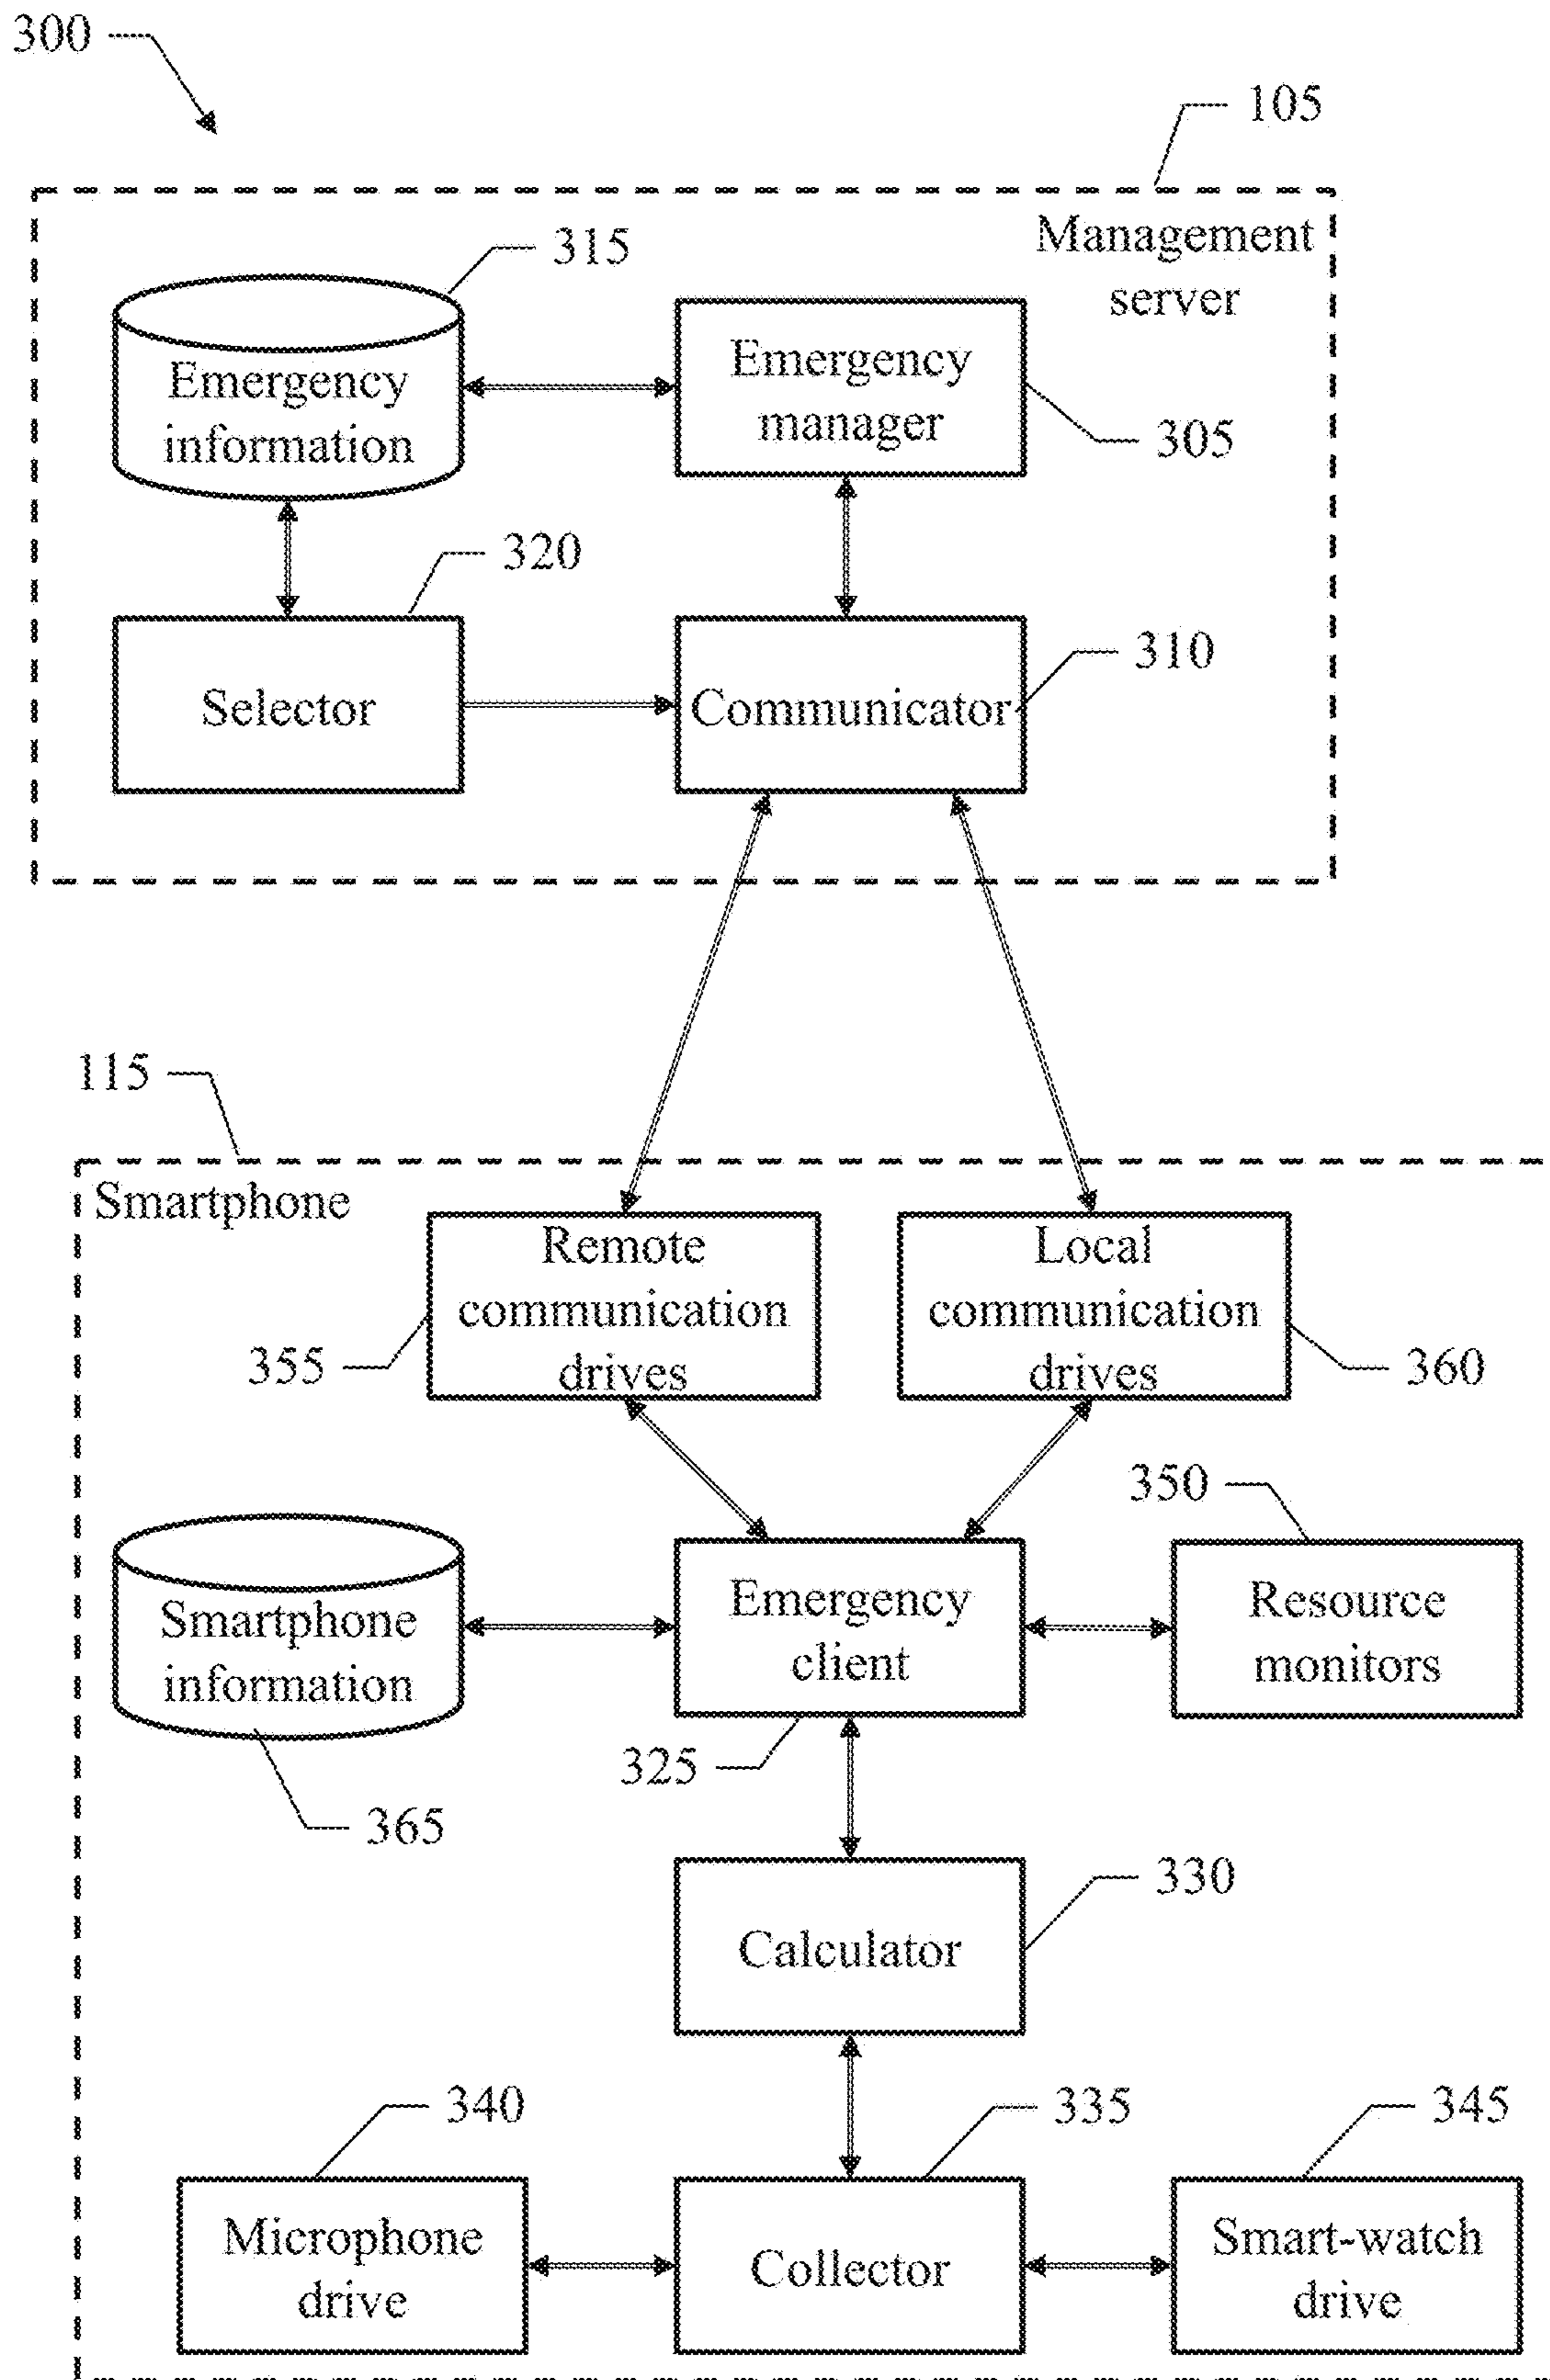 300
105
Management
server
315
Emergency
information
Emergency
manager
305
320
Selector
Communicator
310
115
Smartphone
Remote
communication
drives
Local
communication
drives
355
360
350
Smartphone
information
Emergency
client
Resource
monitors
325
365
330
Calculator
340
335
345
Microphone
drive
Collector
Smart-watch
drive